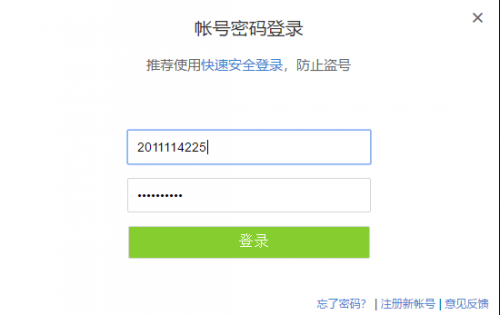 帐号密码登录
推荐使用快速安全登录，防止盗号
2011114225
••••••••••
登录
忘了密码？ | 注册新帐号 | 意见反馈